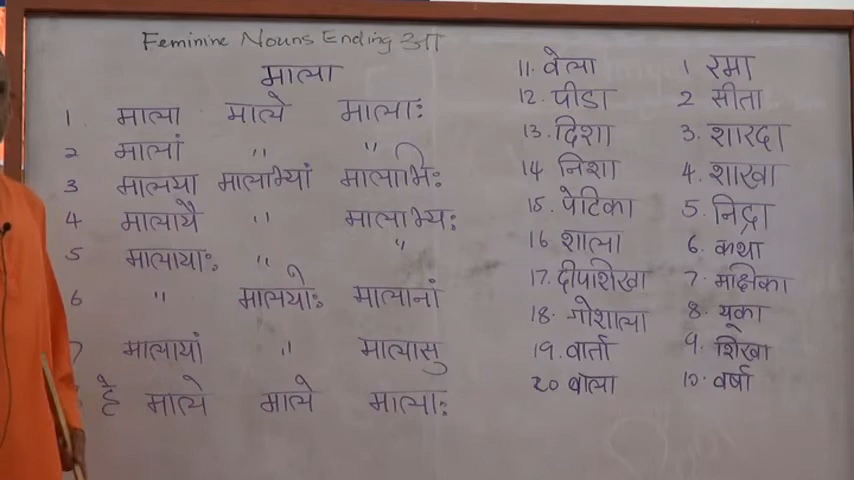 Feminine Nouns Ending आ
माला
1 माला माले मालाः
2 मालां " "
3 मालया मालाभ्यां मालाभिः
4 मालायै " मालाभ्यः
5 मालायाः " "
6 " मालयोः मालानां
7 मालायां " मालासु
हे माले माले मालाः
11. वेला
12. पीडा
13. दिशा
14 निशा
15. पेटिका
16 शाला
17. दीपशिखा
18. गोशाला
19. वार्ता
20 बाला
1 रमा
2 सीता
3. शारदा
4. शाखा
5. निद्रा
6. कथा
7. मक्षिका
8. यूका
9. शिखा
10. वर्षा